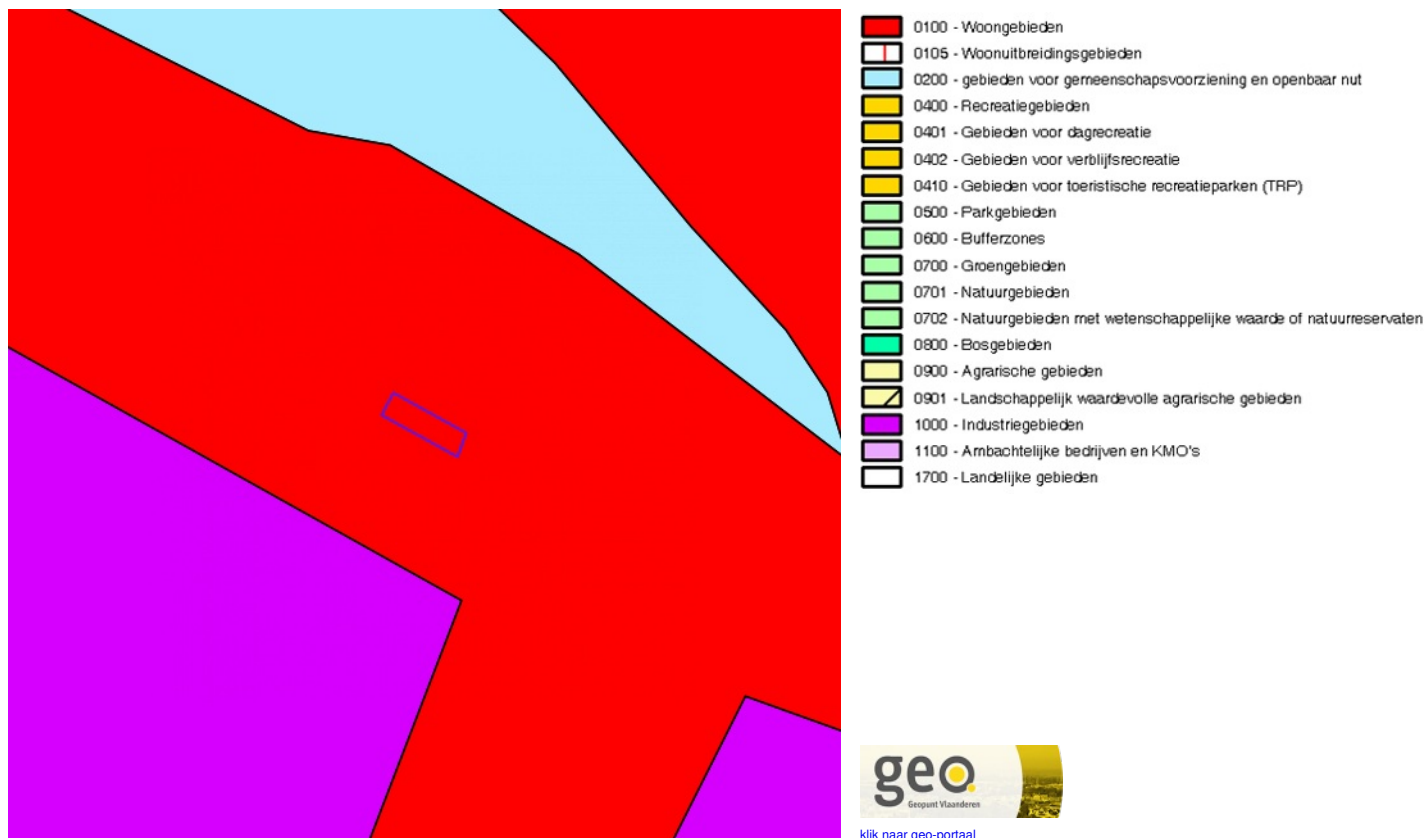 0100 - Woongebieden
0105 - Woonuitbreidingsgebieden
0200 - gebieden voor gemeenschapsvoorziening en openbaar nut
0400 - Recreatiegebieden
0401 - Gebieden voor dagrecreatie
0402 - Gebieden voor verblijfsrecreatie
0410 - Gebieden voor toeristische recreatieparken (TRP)
0500 - Parkgebieden
0600 - Bufferzones
0700 - Groengebieden
0701 - Natuurgebieden
0702 - Natuurgebieden met wetenschappelijke waarde of natuurreservaten
0800 - Bosgebieden
0900 - Agrarische gebieden
0901 - Landschappelijk waardevolle agrarische gebieden
1000 - Industriegebieden
1100 - Ambachtelijke bedrijven en KMO's
1700 - Landelijke gebieden
geo.
Geopunt Vlaanderen
klik naar geo-portaal